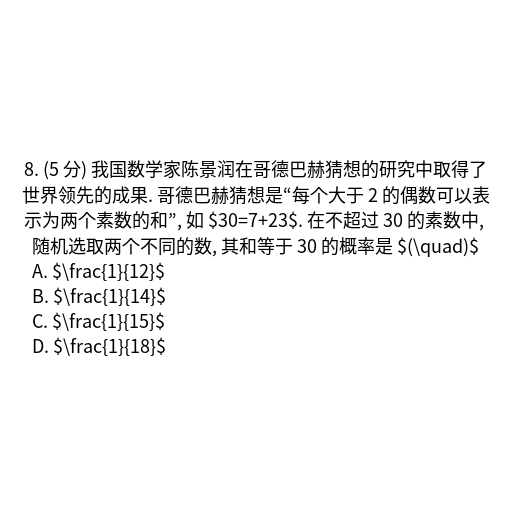 8. (5 分) 我国数学家陈景润在哥德巴赫猜想的研究中取得了
世界领先的成果. 哥德巴赫猜想是“每个大于 2 的偶数可以表
示为两个素数的和”, 如 $30=7+23$. 在不超过 30 的素数中,
随机选取两个不同的数, 其和等于 30 的概率是 $(\quad)$
A. $\frac{1}{12}$
B. $\frac{1}{14}$
C. $\frac{1}{15}$
D. $\frac{1}{18}$